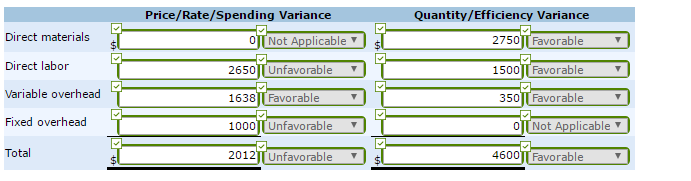 Price/Rate/Spending Variance Quantity/Efficiency Variance
Direct materials $ 0 Not Applicable $ 2750 Favorable
Direct labor 2650 Unfavorable 1500 Favorable
Variable overhead 1638 Favorable 350 Favorable
Fixed overhead 1000 Unfavorable 0 Not Applicable
Total $ 2012 Unfavorable $ 4600 Favorable